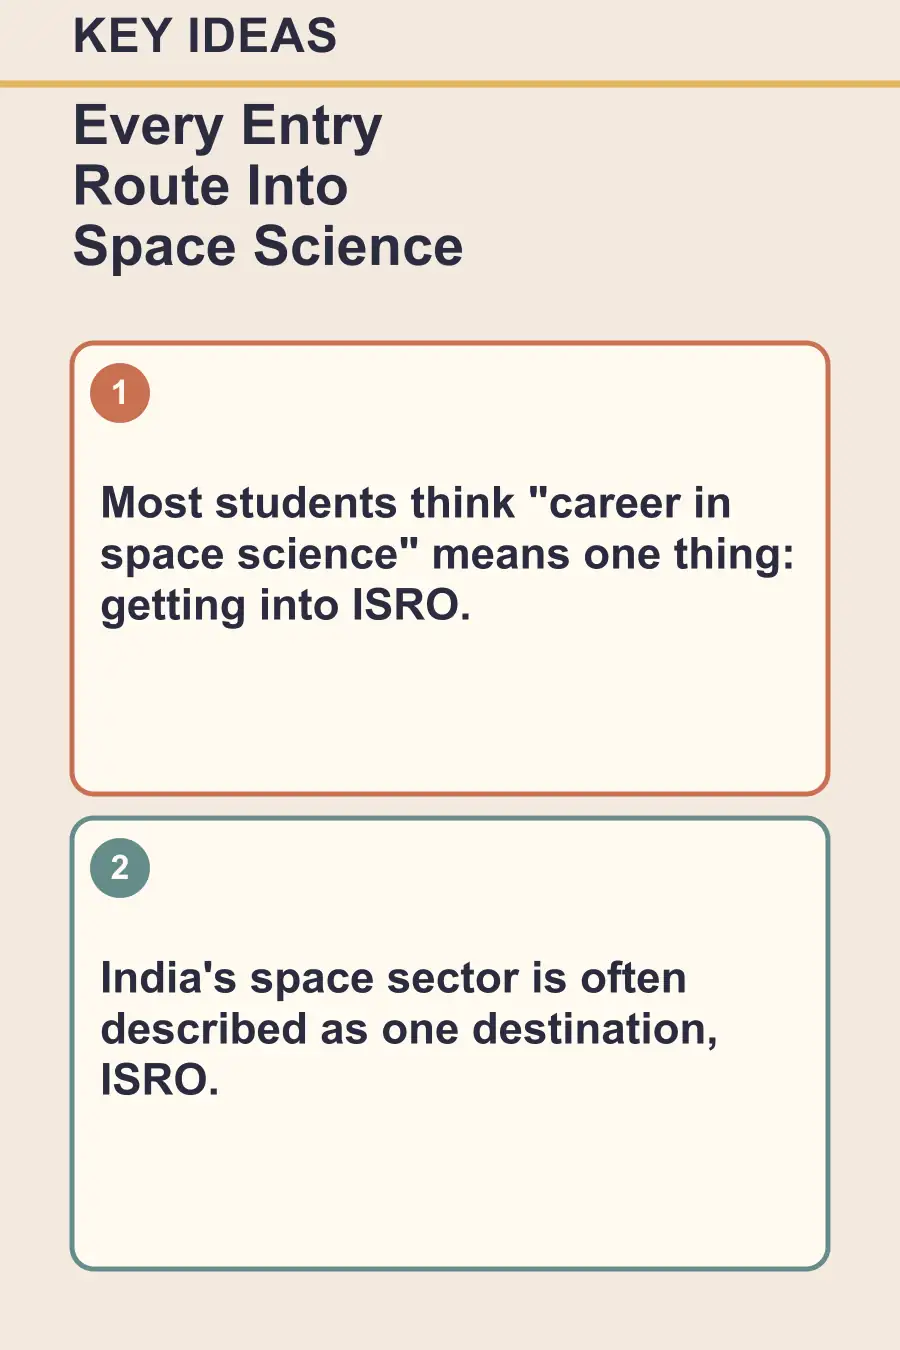 KEY IDEAS
Every Entry
Route Into
Space Science
1
Most students think "career in
space science" means one thing:
getting into ISRO.
2
India's space sector is often
described as one destination,
ISRO.